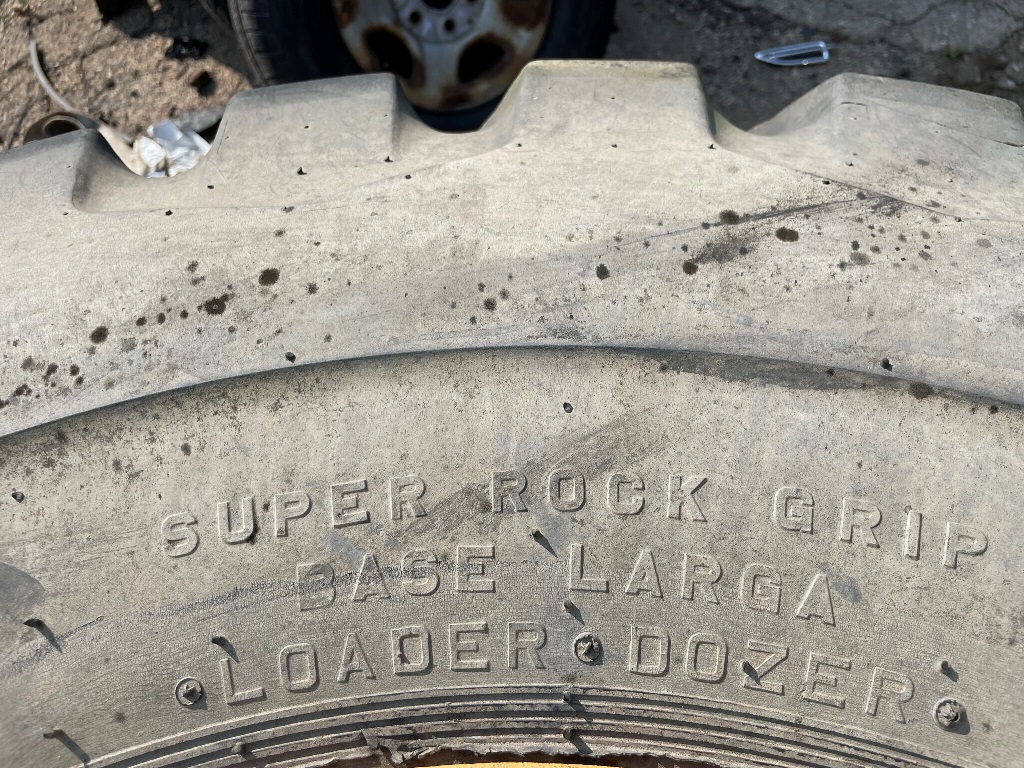 SUPER ROCK GRIP
BASE LARGA
LOADER • DOZER